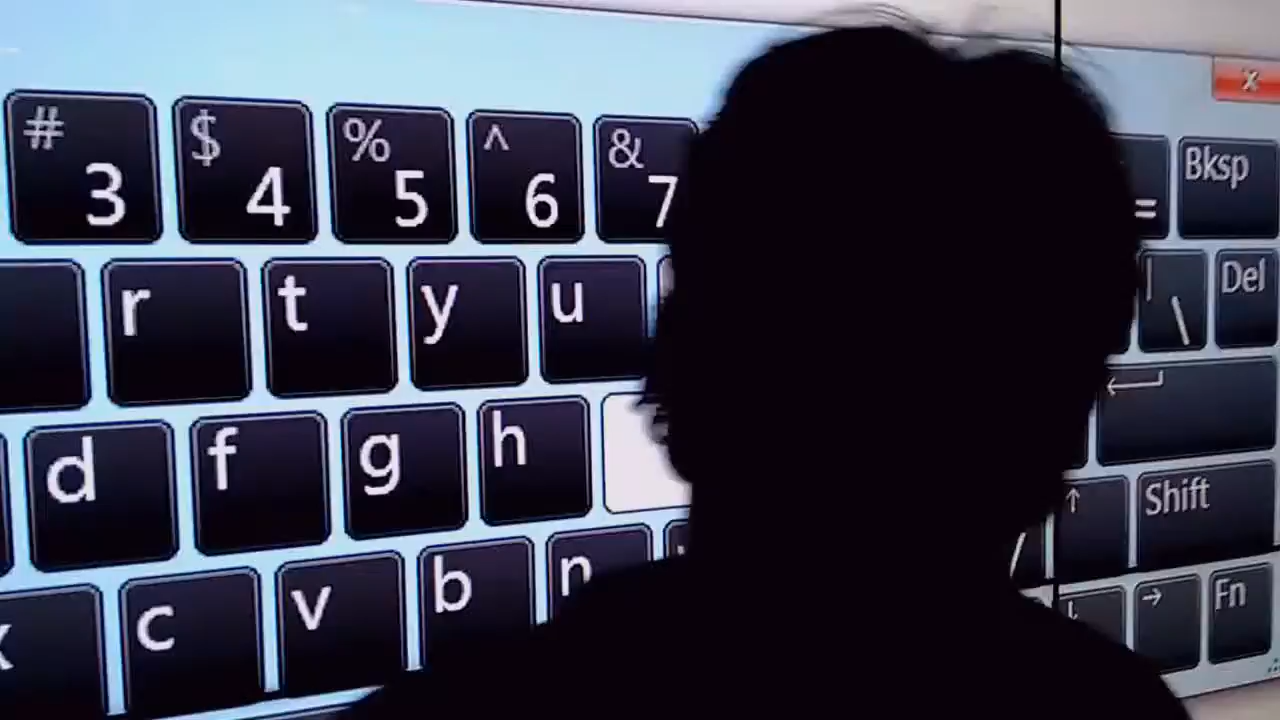 # $ % ^ &
3 4 5 6 7 = Bksp
r t y u | \ Del
d f g h
↑ Shift
c v b n /
→ Fn